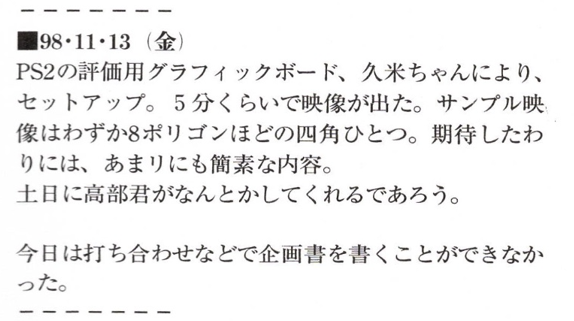 －－－－－－－
■98・11・13（金）
PS2の評価用グラフィックボード、久米ちゃんにより、
セットアップ。５分くらいで映像が出た。サンプル映
像はわずか8ポリゴンほどの四角ひとつ。期待したわ
りには、あまりにも簡素な内容。
土日に高部君がなんとかしてくれるであろう。
今日は打ち合わせなどで企画書を書くことができなか
った。
－－－－－－－